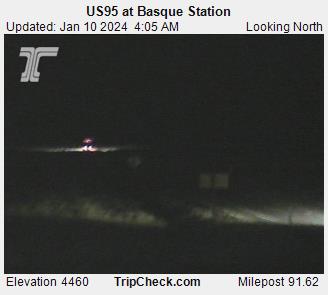 US95 at Basque Station
Updated: Jan 10 2024 4:05 AM Looking North
Elevation 4460 TripCheck.com Milepost 91.62